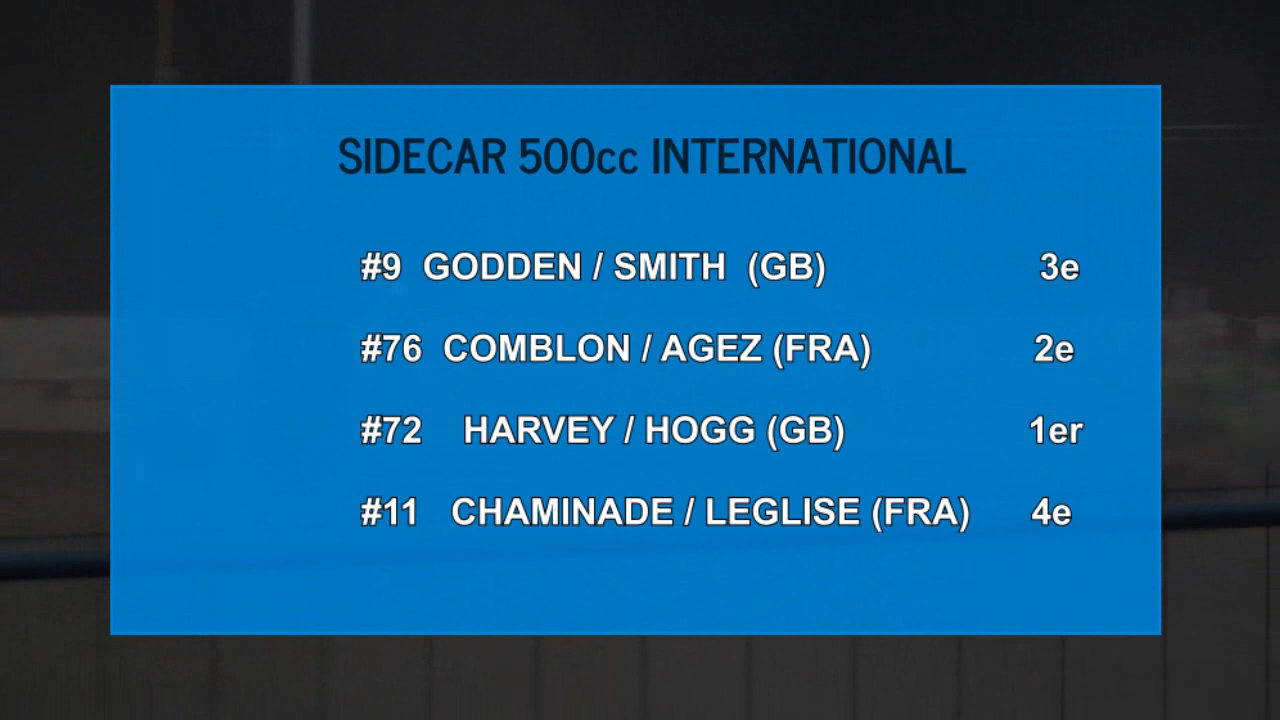 SIDECAR 500cc INTERNATIONAL
#9 GODDEN / SMITH (GB) 3e
#76 COMBLON / AGEZ (FRA) 2e
#72 HARVEY / HOGG (GB) 1er
#11 CHAMINADE / LEGLISE (FRA) 4e